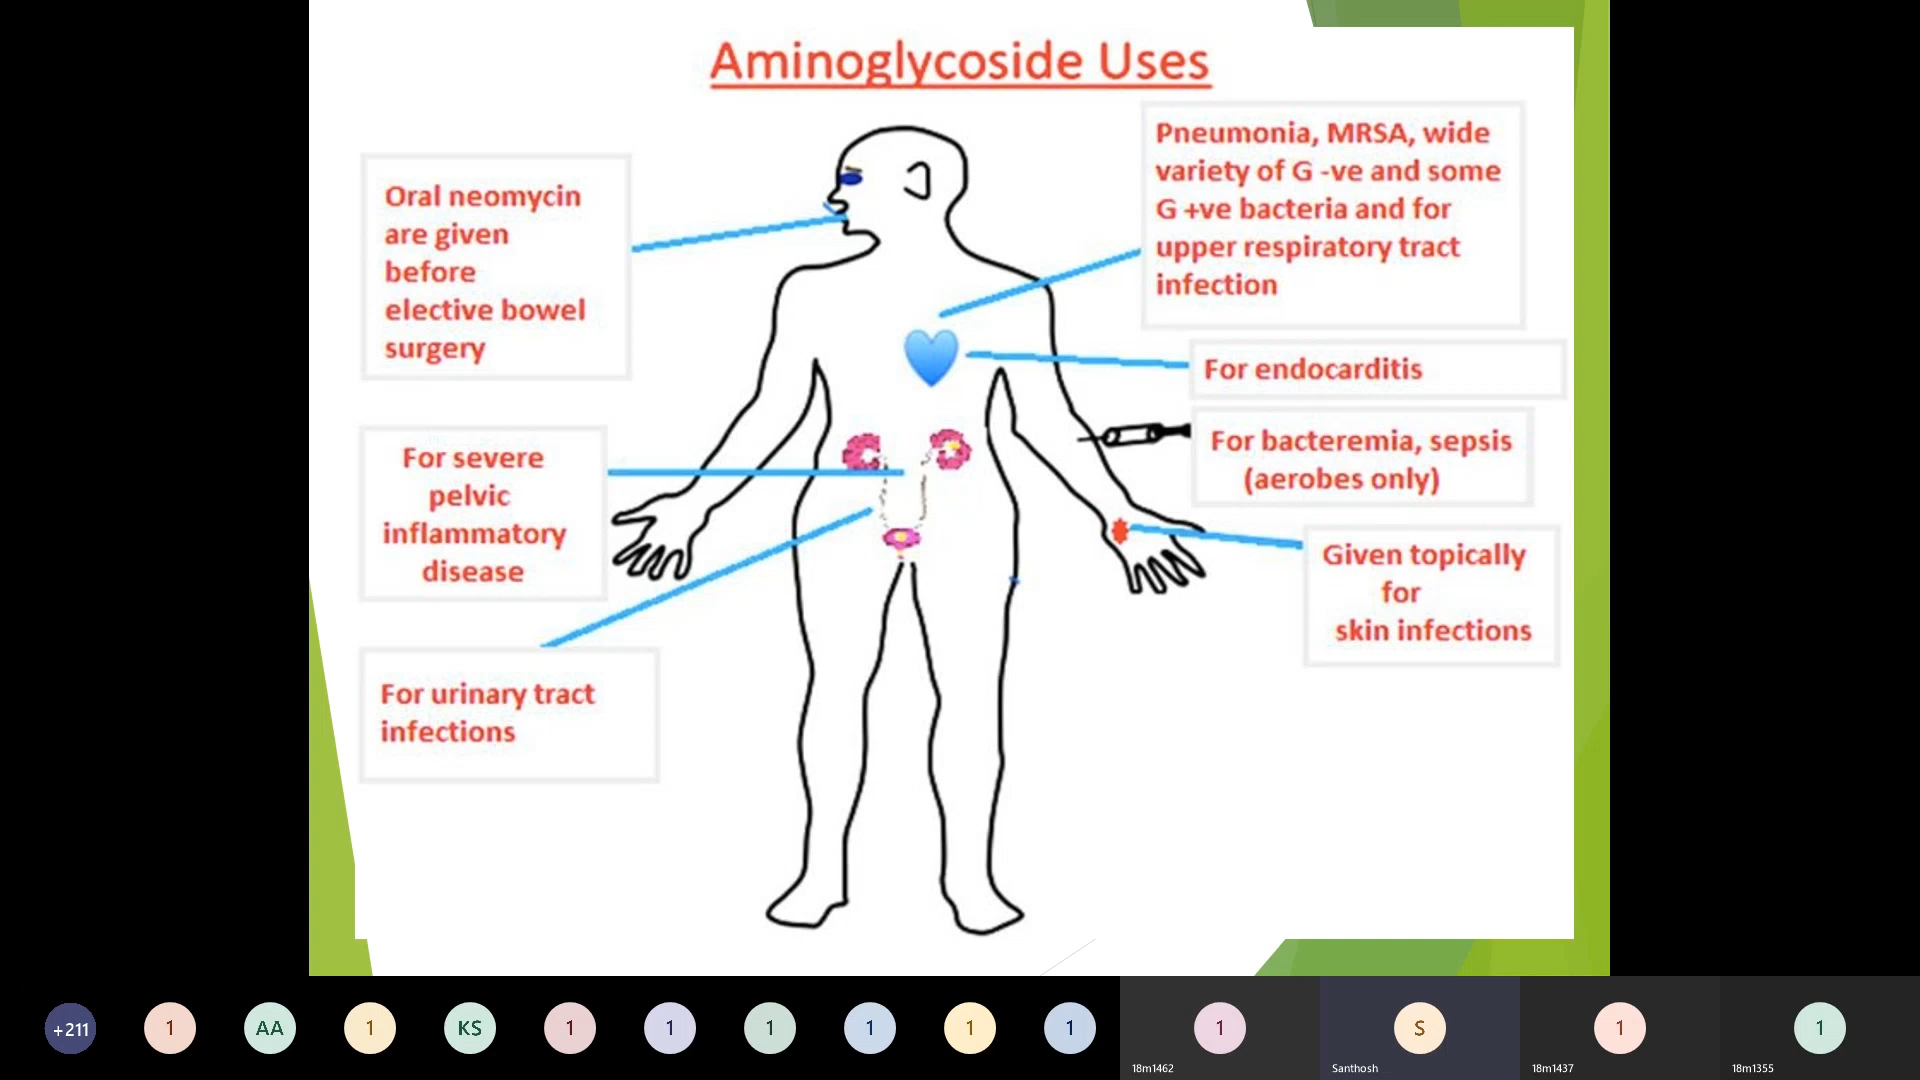 Aminoglycoside Uses
Oral neomycin
are given
before
elective bowel
surgery
For severe
pelvic
inflammatory
disease
For urinary tract
infections
Pneumonia, MRSA, wide
variety of G -ve and some
G +ve bacteria and for
upper respiratory tract
infection
For endocarditis
For bacteremia, sepsis
(aerobes only)
Given topically
for
skin infections
+211
1
AA
1
KS
1
1
1
1
1
1
1
S
1
1
18m1462
Santhosh
18m1437
18m1355